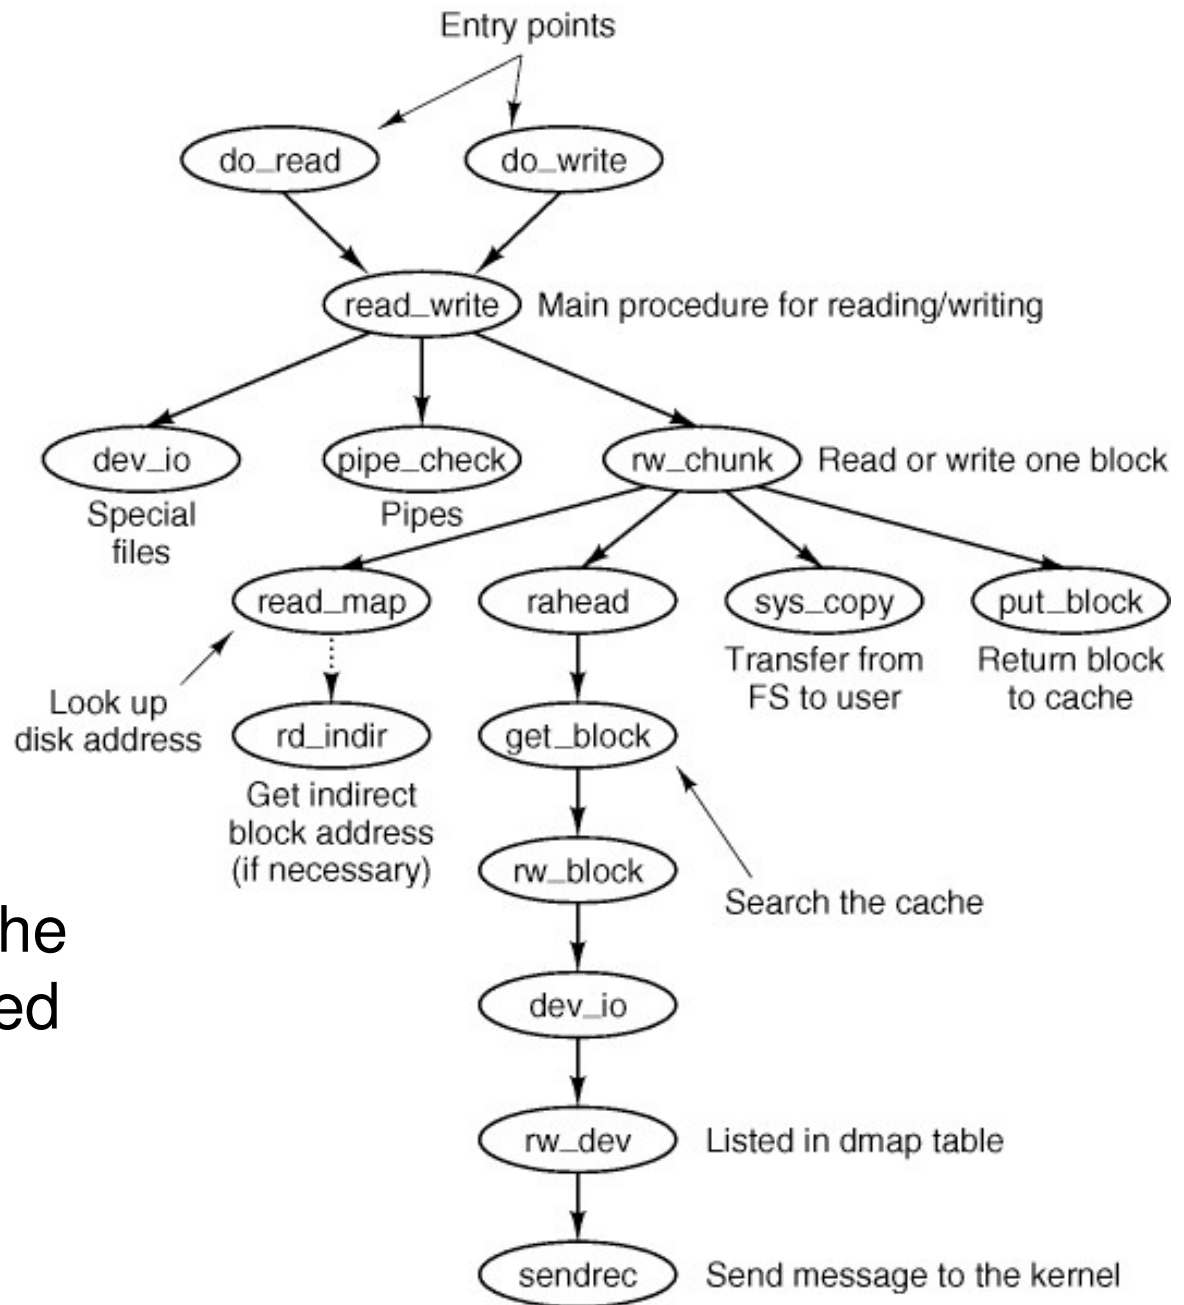 Entry points
do_read
do_write
read_write
Main procedure for reading/writing
dev_io
pipe_check
rw_chunk
Read or write one block
Special
files
Pipes
read_map
rahead
sys_copy
put_block
Transfer from
FS to user
Return block
to cache
Look up
disk address
rd_indir
get_block
Get indirect
block address
(if necessary)
rw_block
Search the cache
he
ed
dev_io
rw_dev
Listed in dmap table
sendrec
Send message to the kernel